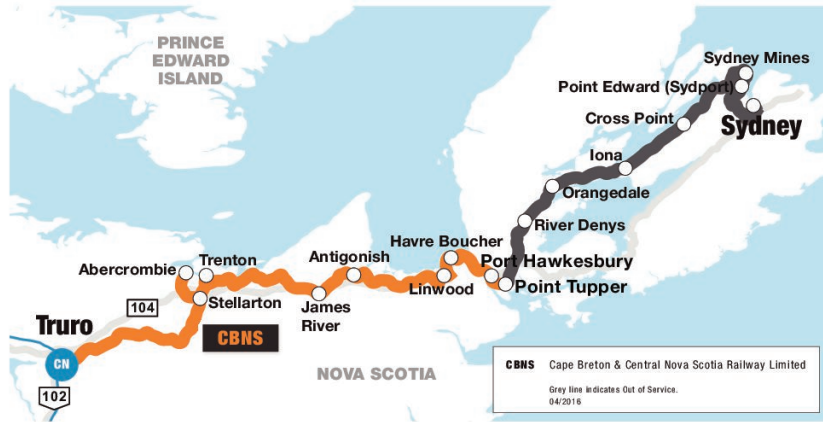 PRINCE
EDWARD
ISLAND
Sydney Mines
Point Edward (Sydport)
Cross Point
Sydney
Iona
Orangedale
River Denys
Havre Boucher
Antigonish
Port Hawkesbury
Trenton
Abercrombie
Linwood
Point Tupper
Stellarton
James
River
104
Truro
CBNS
CN
NOVA SCOTIA
102
CBNS Cape Breton & Central Nova Scotia Railway Limited
Grey line indicates Out of Service.
04/2016